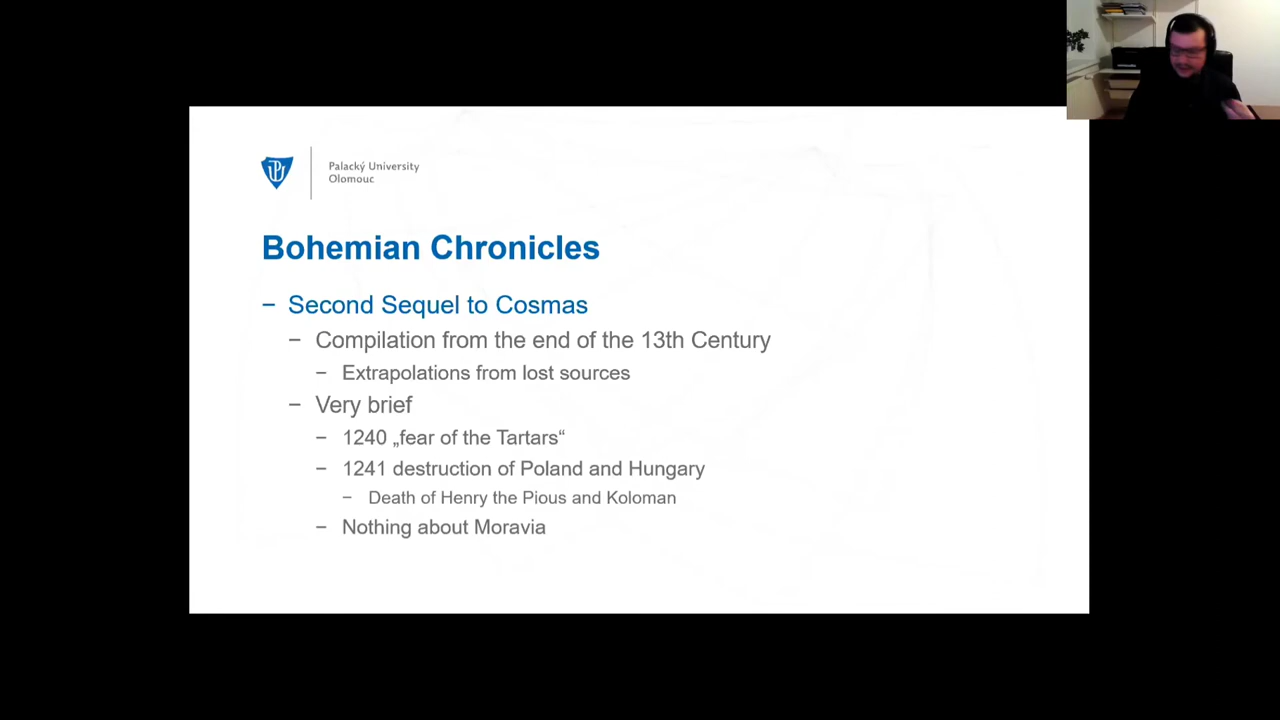 Palacký University
Olomouc
Bohemian Chronicles
− Second Sequel to Cosmas
− Compilation from the end of the 13th Century
− Extrapolations from lost sources
− Very brief
− 1240 „fear of the Tartars“
− 1241 destruction of Poland and Hungary
− Death of Henry the Pious and Koloman
− Nothing about Moravia